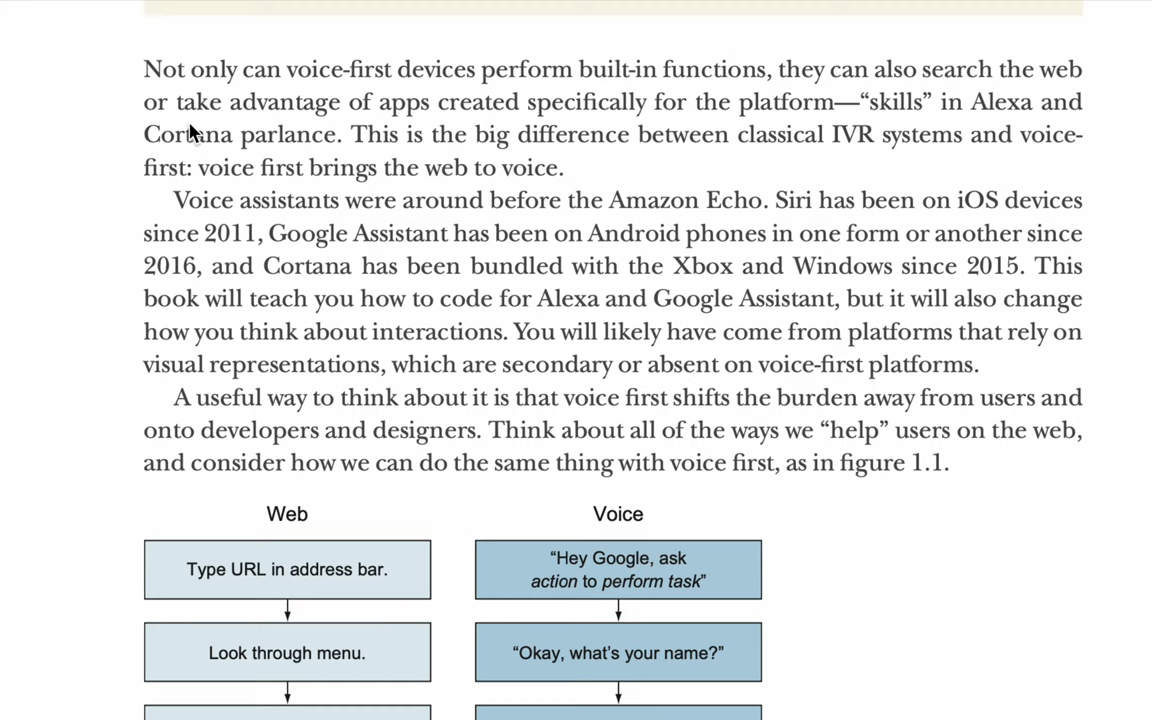 Not only can voice-first devices perform built-in functions, they can also search the web
or take advantage of apps created specifically for the platform—“skills” in Alexa and
Cortana parlance. This is the big difference between classical IVR systems and voice-
first: voice first brings the web to voice.
Voice assistants were around before the Amazon Echo. Siri has been on iOS devices
since 2011, Google Assistant has been on Android phones in one form or another since
2016, and Cortana has been bundled with the Xbox and Windows since 2015. This
book will teach you how to code for Alexa and Google Assistant, but it will also change
how you think about interactions. You will likely have come from platforms that rely on
visual representations, which are secondary or absent on voice-first platforms.
A useful way to think about it is that voice first shifts the burden away from users and
onto developers and designers. Think about all of the ways we “help” users on the web,
and consider how we can do the same thing with voice first, as in figure 1.1.
Web
Voice
Type URL in address bar.
“Hey Google, ask
action to perform task”
Look through menu.
“Okay, what’s your name?”